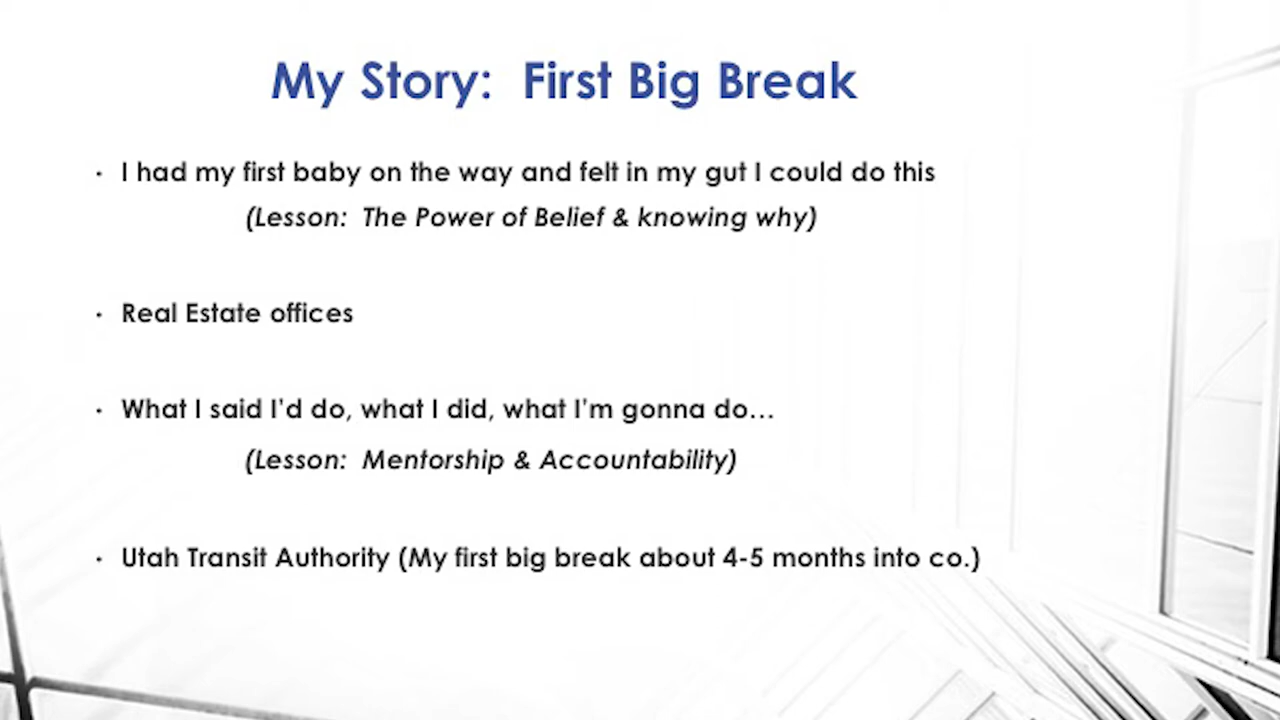 My Story:  First Big Break
· I had my first baby on the way and felt in my gut I could do this
(Lesson:  The Power of Belief & knowing why)
· Real Estate offices
· What I said I'd do, what I did, what I'm gonna do…
(Lesson:  Mentorship & Accountability)
· Utah Transit Authority (My first big break about 4-5 months into co.)